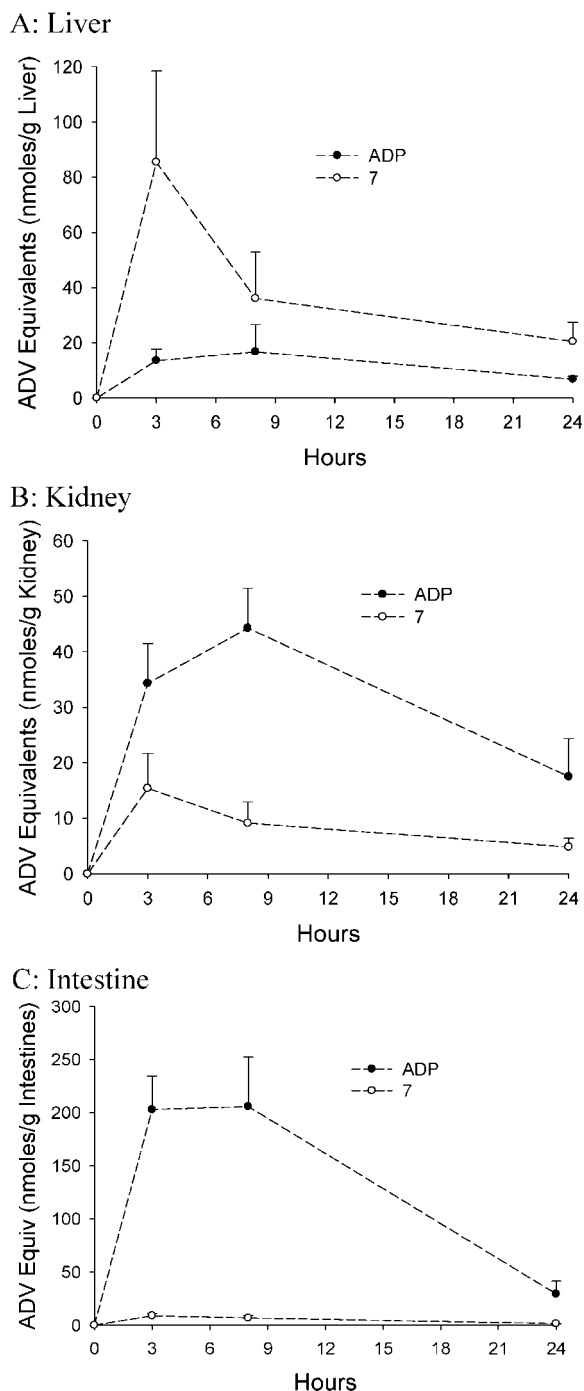 A: Liver
ADV Equivalents (nmoles/g Liver)
120
100
80
60
40
20
0
ADP
7
0 3 6 9 12 15 18 21 24
Hours
B: Kidney
ADV Equivalents (nmoles/g Kidney)
60
50
40
30
20
10
0
ADP
7
0 3 6 9 12 15 18 21 24
Hours
C: Intestine
ADV Equiv (nmoles/g Intestines)
300
250
200
150
100
50
0
ADP
7
0 3 6 9 12 15 18 21 24
Hours